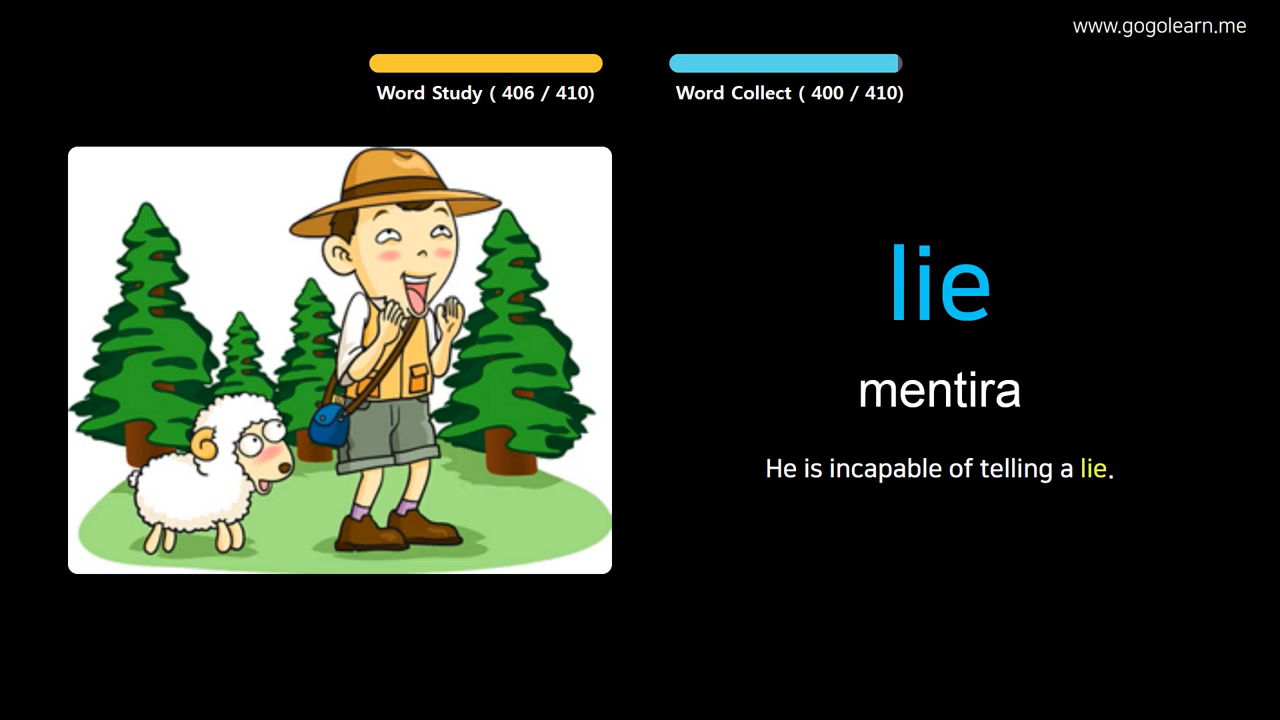 www.gogolearn.me
Word Study ( 406 / 410)
Word Collect ( 400 / 410)
lie
mentira
He is incapable of telling a lie.